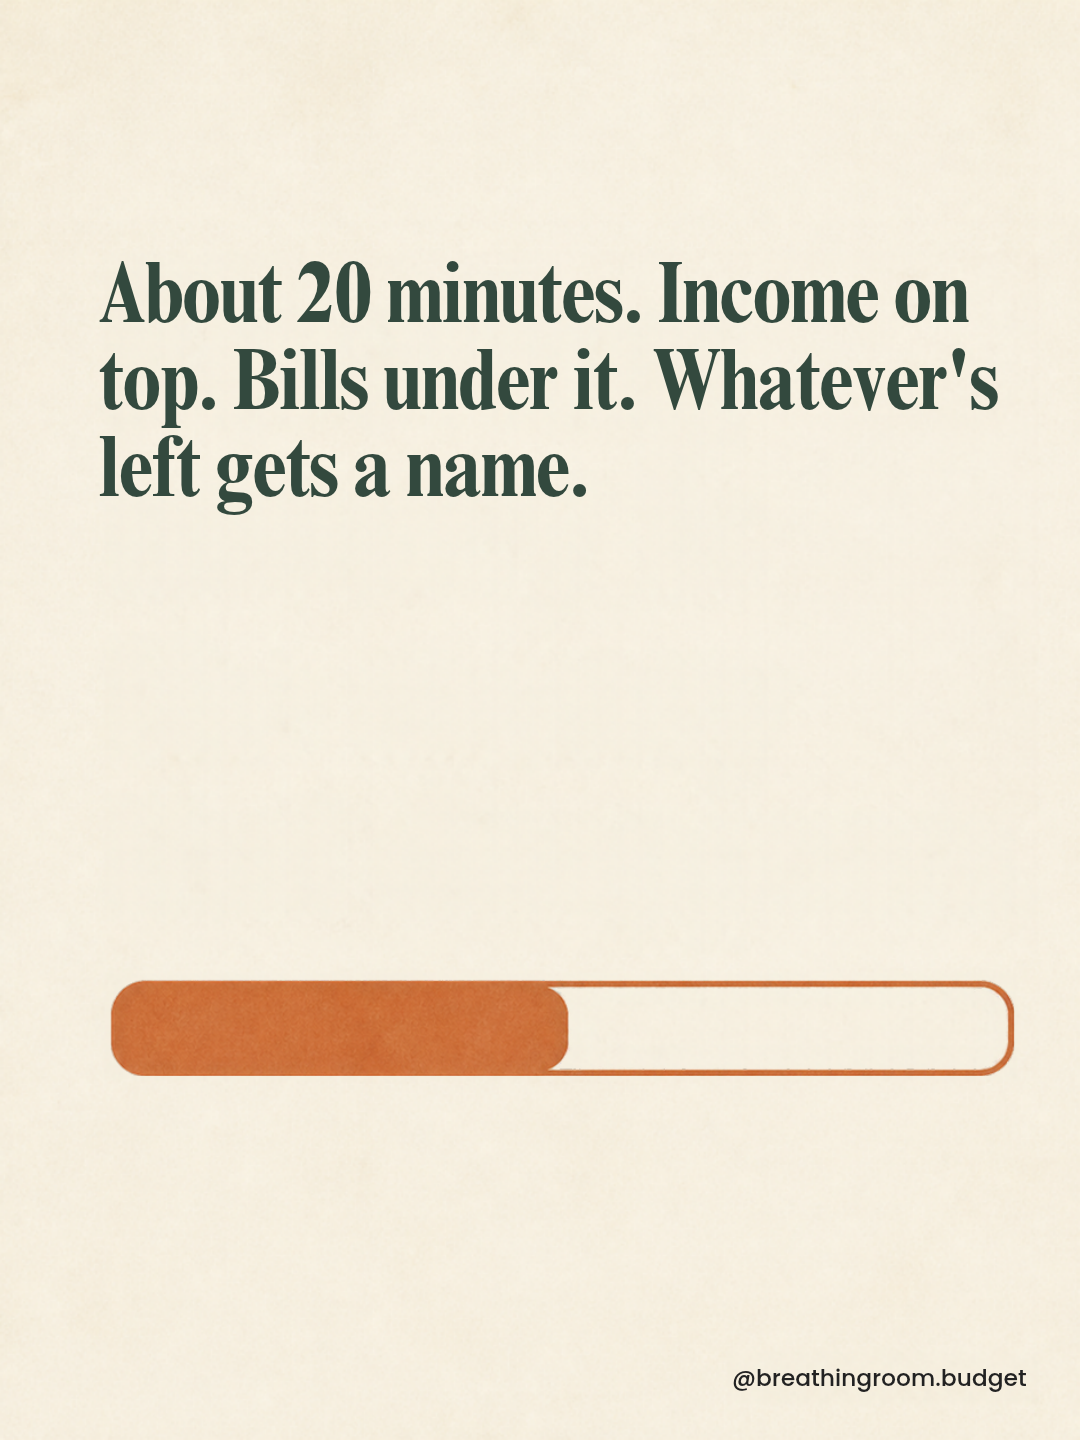 About 20 minutes. Income on
top. Bills under it. Whatever's
left gets a name.
@breathingroom.budget